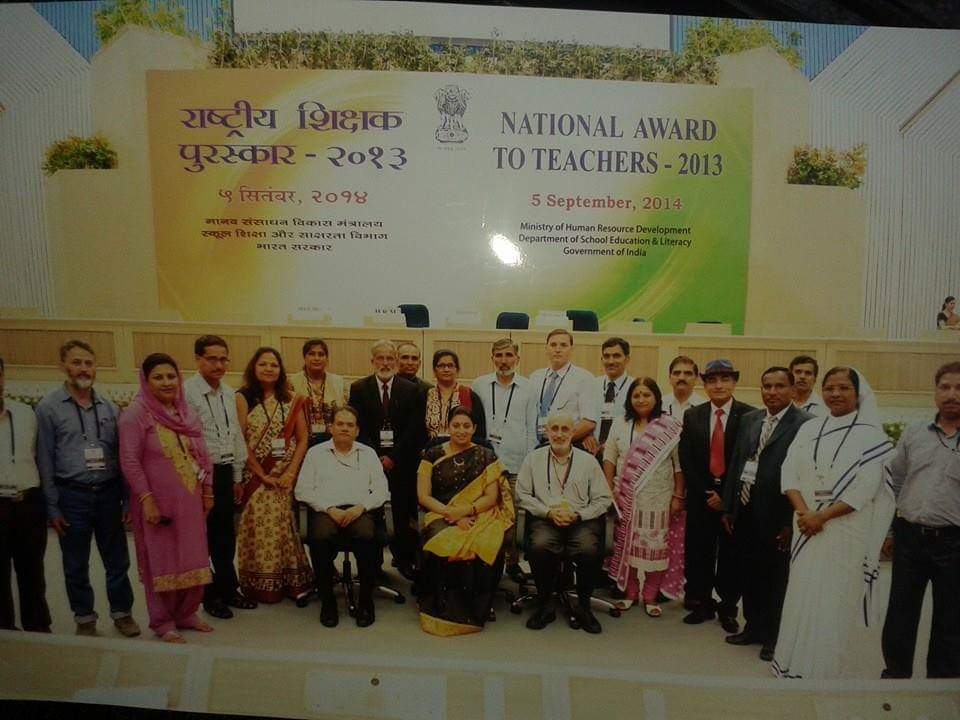 राष्ट्रीय शिक्षक
पुरस्कार - २०१३
५ सितंबर, २०१४
मानव संसाधन विकास मंत्रालय
स्कूल शिक्षा और साक्षरता विभाग
भारत सरकार
NATIONAL AWARD
TO TEACHERS - 2013
5 September, 2014
Ministry of Human Resource Development
Department of School Education & Literacy
Government of India